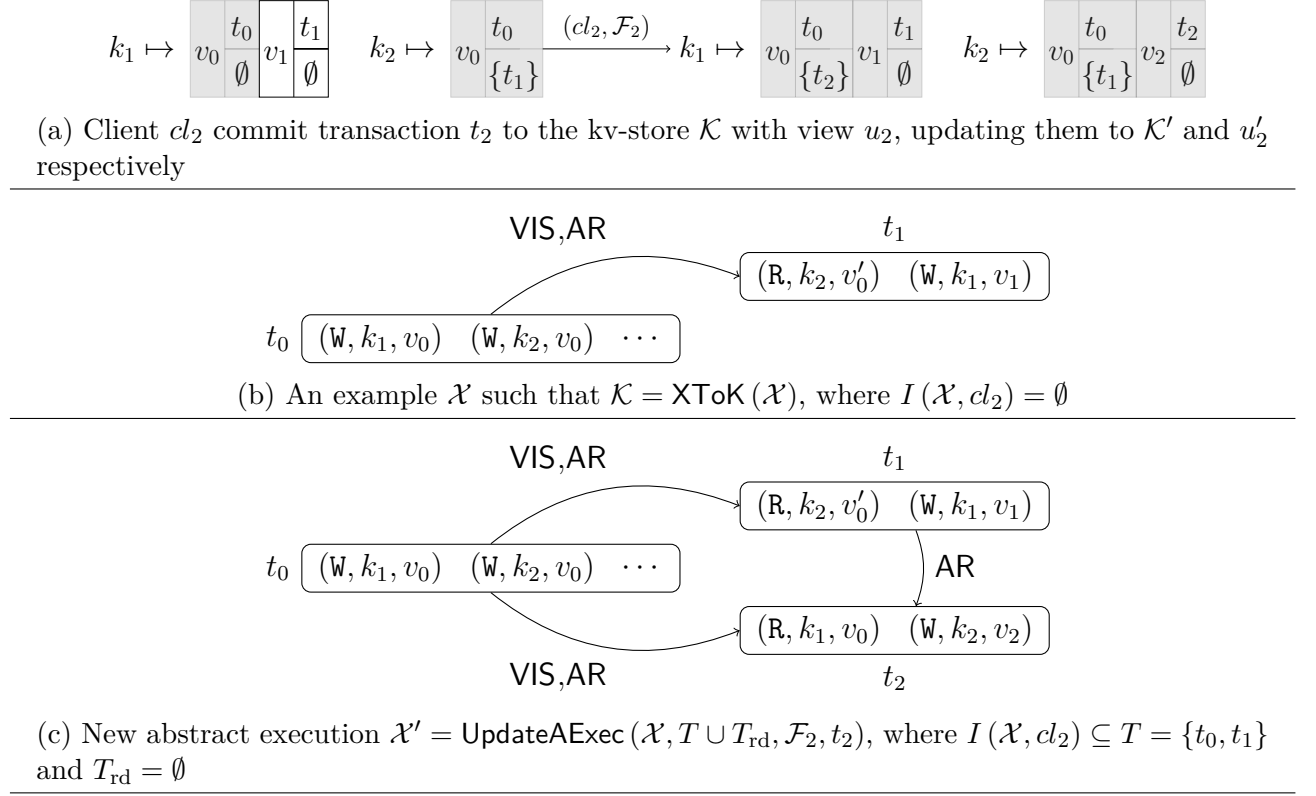 k₁ ↦ v₀ t₀ ∅ v₁ t₁ ∅ k₂ ↦ v₀ t₀ {t₁} (cl₂, ℱ₂) k₁ ↦ v₀ t₀ {t₂} v₁ t₁ ∅ k₂ ↦ v₀ t₀ {t₁} v₂ t₂ ∅
(a) Client cl₂ commit transaction t₂ to the kv-store 𝒦 with view u₂, updating them to 𝒦′ and u′₂
respectively
VIS,AR
t₁
(R, k₂, v′₀) (W, k₁, v₁)
t₀ (W, k₁, v₀) (W, k₂, v₀) ⋯
(b) An example 𝒳 such that 𝒦 = XToK (𝒳), where I (𝒳, cl₂) = ∅
VIS,AR
t₁
(R, k₂, v′₀) (W, k₁, v₁)
t₀ (W, k₁, v₀) (W, k₂, v₀) ⋯
AR
(R, k₁, v₀) (W, k₂, v₂)
VIS,AR
t₂
(c) New abstract execution 𝒳′ = UpdateAExec (𝒳, T ∪ T_rd, ℱ₂, t₂), where I (𝒳, cl₂) ⊆ T = {t₀, t₁}
and T_rd = ∅